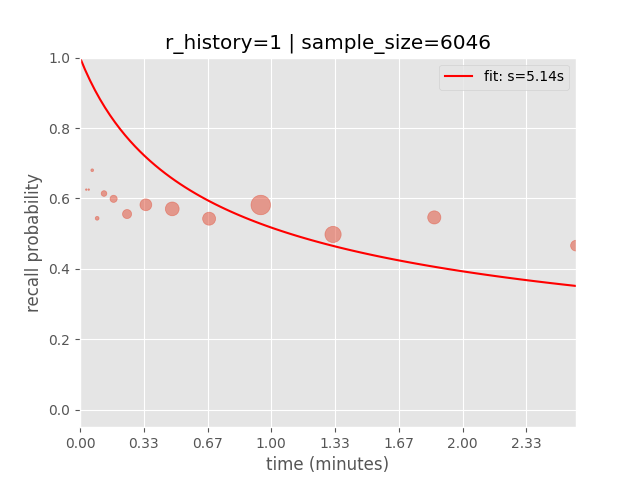 r_history=1 | sample_size=6046
fit: s=5.14s
recall probability
1.0
0.8
0.6
0.4
0.2
0.0
0.00 0.33 0.67 1.00 1.33 1.67 2.00 2.33
time (minutes)